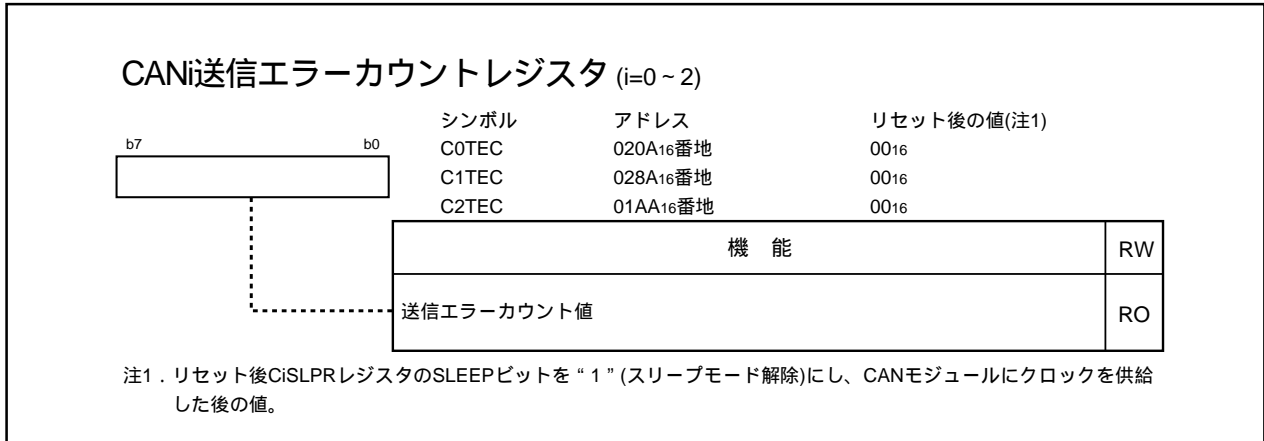 CANi送信エラーカウントレジスタ (i=0 ~ 2)
シンボル アドレス リセット後の値(注1)
b7 b0 C0TEC 020A16番地 0016
C1TEC 028A16番地 0016
C2TEC 01AA16番地 0016
機 能 RW
送信エラーカウント値 RO
注1．リセット後CiSLPRレジスタのSLEEPビットを“1”(スリープモード解除)にし、CANモジュールにクロックを供給
した後の値。